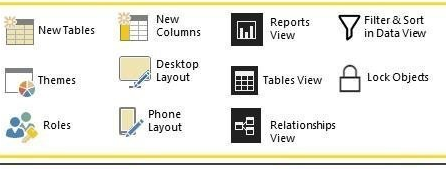 New Tables
New
Columns
Reports
View
Filter & Sort
in Data View
Themes
Desktop
Layout
Tables View
Lock Objects
Roles
Phone
Layout
Relationships
View